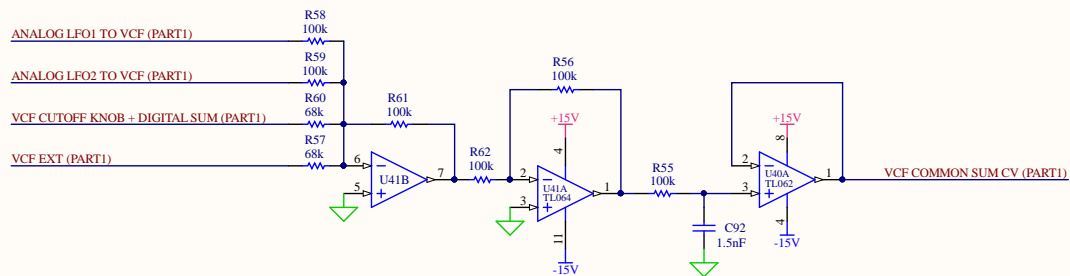 R58
100k
ANALOG LFO1 TO VCF (PART1)
R59
100k
ANALOG LFO2 TO VCF (PART1)
R60
68k
VCF CUTOFF KNOB + DIGITAL SUM (PART1)
R57
68k
VCF EXT (PART1)
R61
100k
6
5
7
U41B
R62
100k
R56
100k
+15V
4
2
3
1
U41A
TL064
11
-15V
R55
100k
C92
1.5nF
+15V
8
2
3
1
U40A
TL062
4
-15V
VCF COMMON SUM CV (PART1)